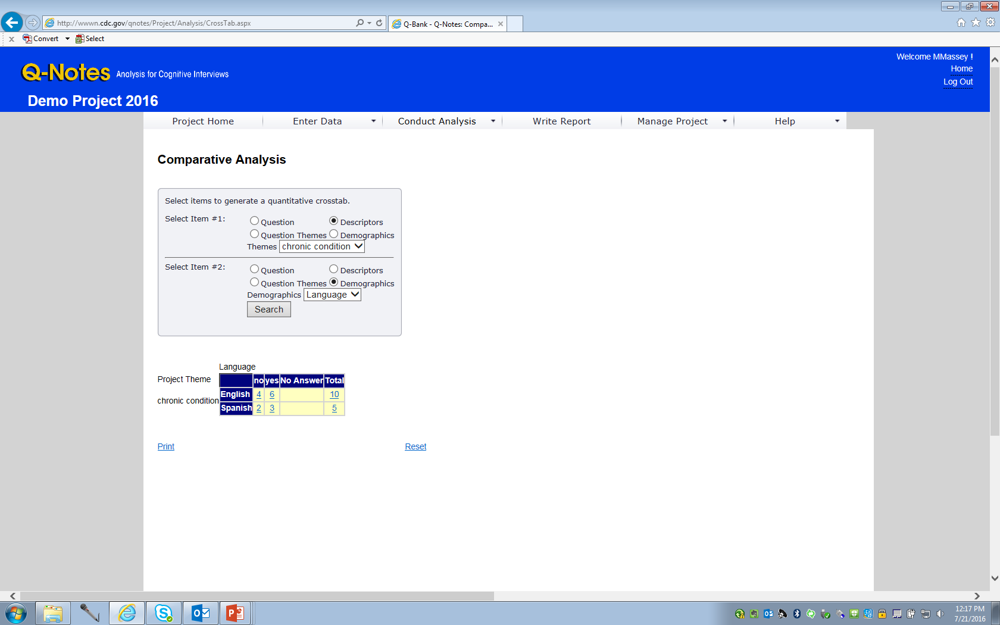 http://wwwn.cdc.gov/qnotes/Project/Analysis/CrossTab.aspx
Q-Bank - Q-Notes: Compa...
Convert
Select
Welcome MMassey !
Home
Log Out
Q-Notes Analysis for Cognitive Interviews
Demo Project 2016
Project Home Enter Data Conduct Analysis Write Report Manage Project Help
Comparative Analysis
Select items to generate a quantitative crosstab.
Select Item #1: Question Descriptors
Question Themes Demographics
Themes chronic condition
Select Item #2: Question Descriptors
Question Themes Demographics
Demographics Language
Search
Language
Project Theme
no yes No Answer Total
English 4 6 10
chronic condition
Spanish 2 3 5
Print Reset
12:17 PM
7/21/2016